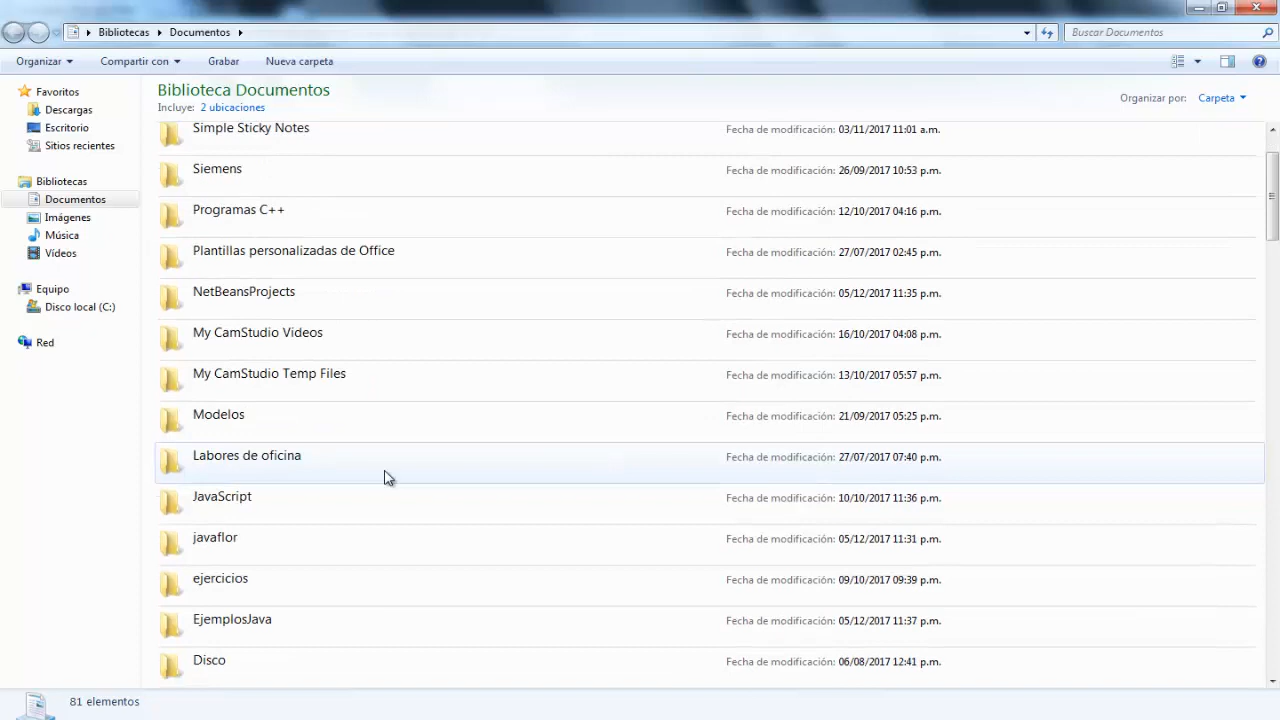 Bibliotecas Documentos
Buscar Documentos
Organizar Compartir con Grabar Nueva carpeta
Favoritos
Descargas
Escritorio
Sitios recientes
Bibliotecas
Documentos
Imágenes
Música
Vídeos
Equipo
Disco local (C:)
Red
Biblioteca Documentos
Incluye: 2 ubicaciones
Organizar por: Carpeta
Simple Sticky Notes Fecha de modificación: 03/11/2017 11:01 a.m.
Siemens Fecha de modificación: 26/09/2017 10:53 p.m.
Programas C++ Fecha de modificación: 12/10/2017 04:16 p.m.
Plantillas personalizadas de Office Fecha de modificación: 27/07/2017 02:45 p.m.
NetBeansProjects Fecha de modificación: 05/12/2017 11:35 p.m.
My CamStudio Videos Fecha de modificación: 16/10/2017 04:08 p.m.
My CamStudio Temp Files Fecha de modificación: 13/10/2017 05:57 p.m.
Modelos Fecha de modificación: 21/09/2017 05:25 p.m.
Labores de oficina Fecha de modificación: 27/07/2017 07:40 p.m.
JavaScript Fecha de modificación: 10/10/2017 11:36 p.m.
javaflor Fecha de modificación: 05/12/2017 11:31 p.m.
ejercicios Fecha de modificación: 09/10/2017 09:39 p.m.
EjemplosJava Fecha de modificación: 05/12/2017 11:37 p.m.
Disco Fecha de modificación: 06/08/2017 12:41 p.m.
81 elementos